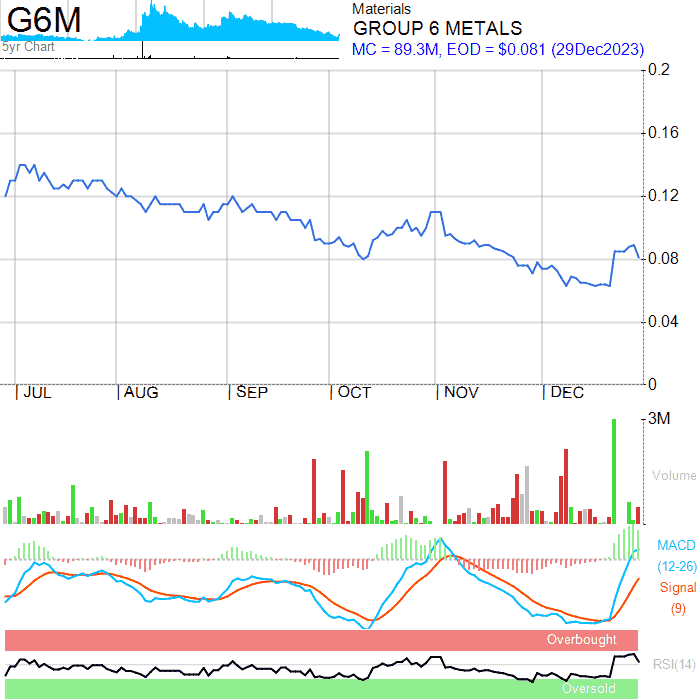 G6M
5yr Chart
Materials
GROUP 6 METALS
MC = 89.3M, EOD = $0.081 (29Dec2023)
0.2
0.16
0.12
0.08
0.04
0
JUL AUG SEP OCT NOV DEC
3M
Volume
MACD
(12-26)
Signal
(9)
Overbought
RSI(14)
Oversold